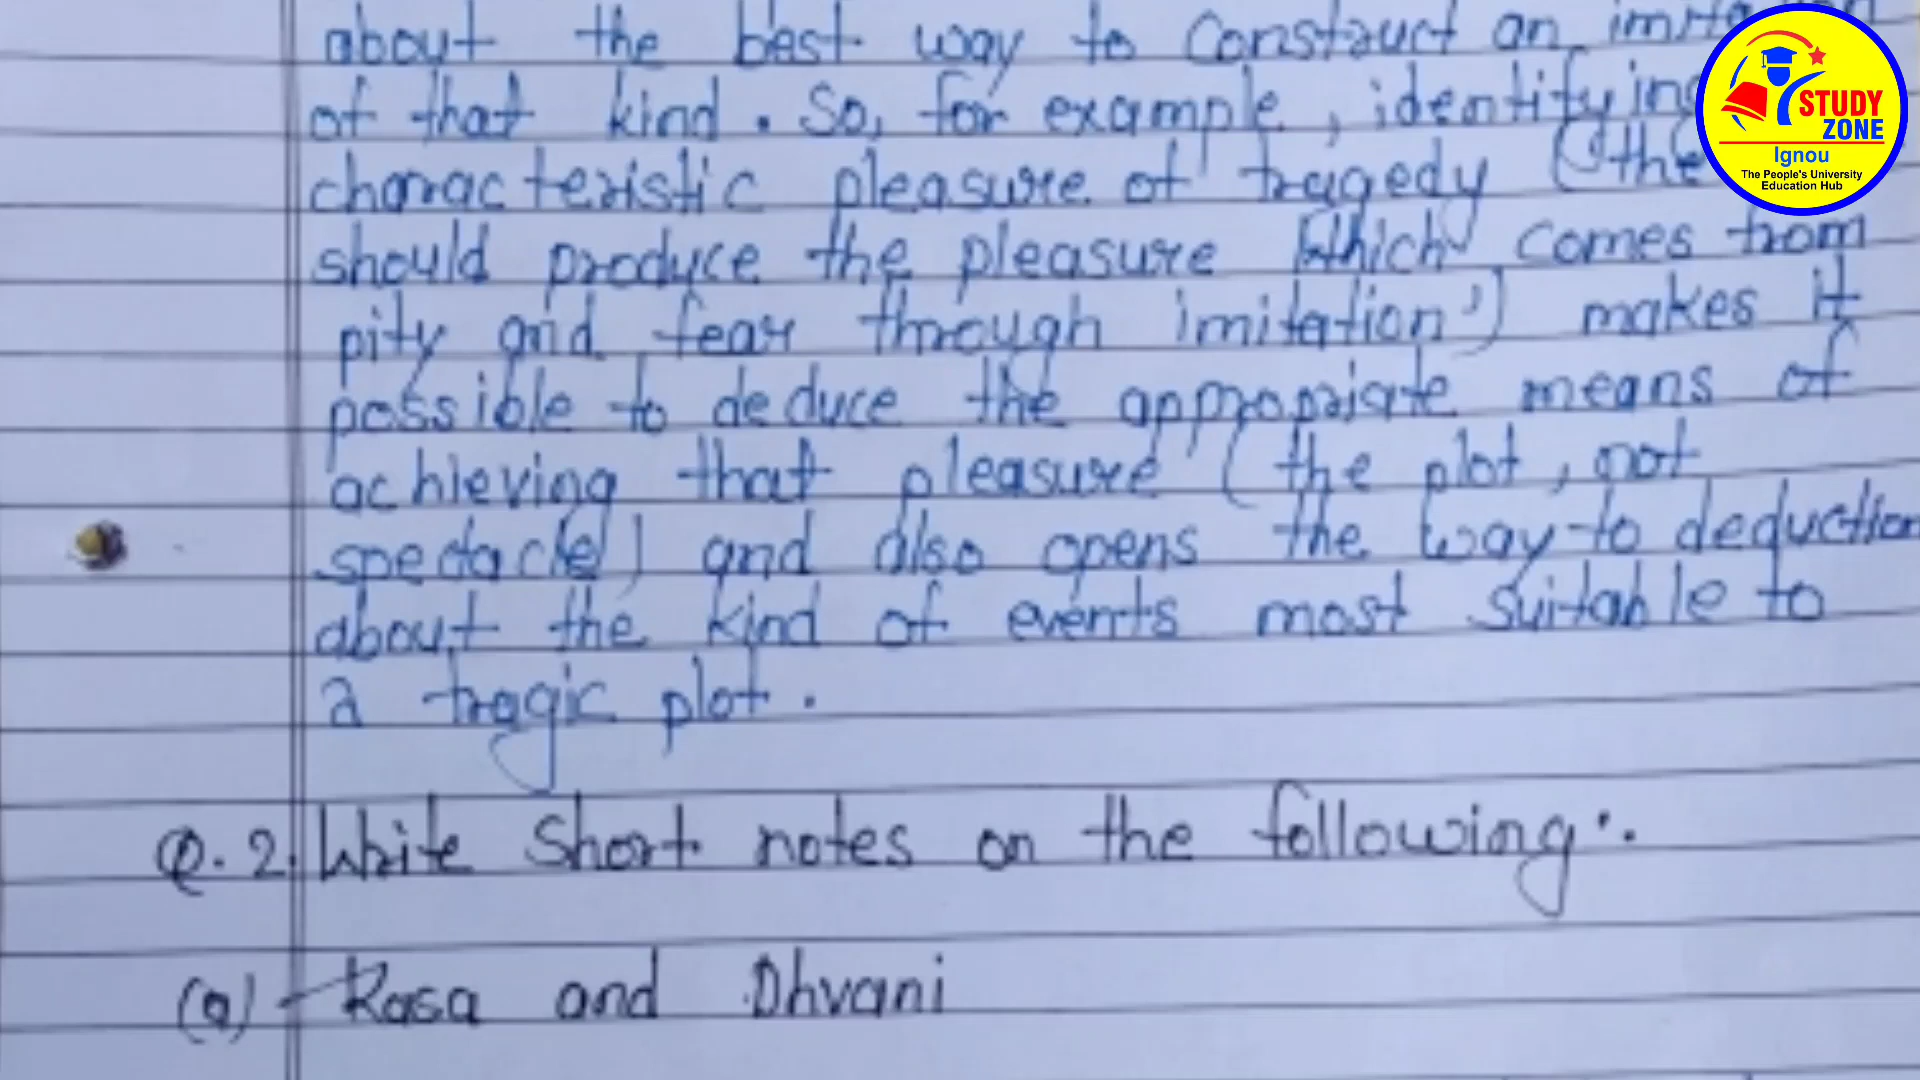 about the best way to construct an
of that kind. So, for example, identifying
characteristic pleasure of tragedy ('the
should produce the pleasure which comes from
pity and fear through imitation') makes it
possible to deduce the appropriate means of
achieving that pleasure (the plot, not
spectacle) and also opens the way to deduction
about the kind of events most suitable to
a tragic plot.
Q.2. Write Short notes on the following:.
(a) Rasa and Dhvani
STUDY
ZONE
Ignou
The People's University
Education Hub